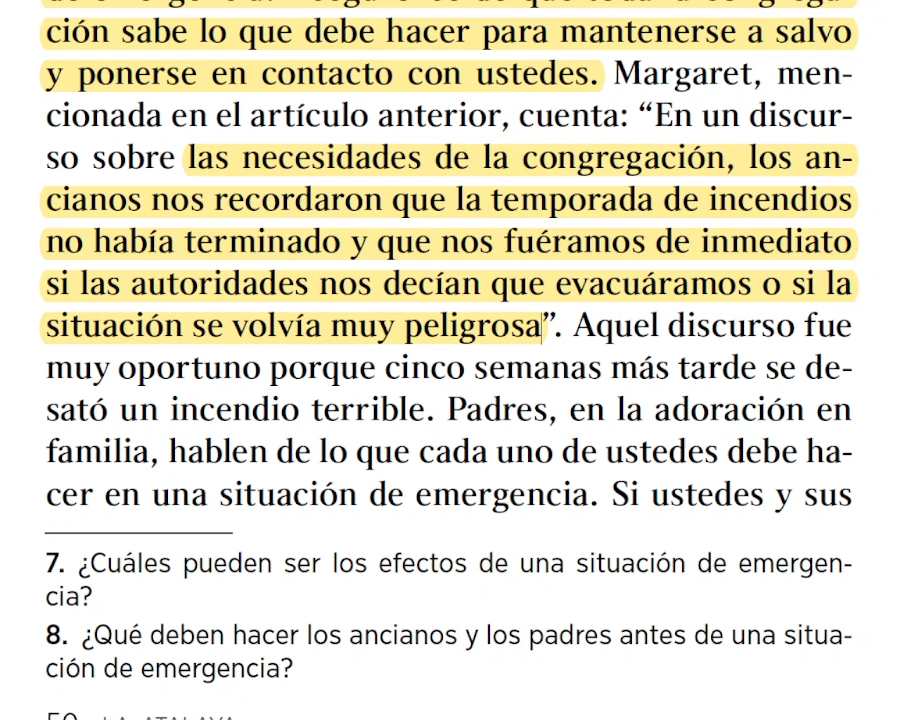 ción sabe lo que debe hacer para mantenerse a salvo
y ponerse en contacto con ustedes. Margaret, men-
cionada en el artículo anterior, cuenta: “En un discur-
so sobre las necesidades de la congregación, los an-
cianos nos recordaron que la temporada de incendios
no había terminado y que nos fuéramos de inmediato
si las autoridades nos decían que evacuáramos o si la
situación se volvía muy peligrosa”. Aquel discurso fue
muy oportuno porque cinco semanas más tarde se de-
sató un incendio terrible. Padres, en la adoración en
familia, hablen de lo que cada uno de ustedes debe ha-
cer en una situación de emergencia. Si ustedes y sus
7. ¿Cuáles pueden ser los efectos de una situación de emergen-
cia?
8. ¿Qué deben hacer los ancianos y los padres antes de una situa-
ción de emergencia?